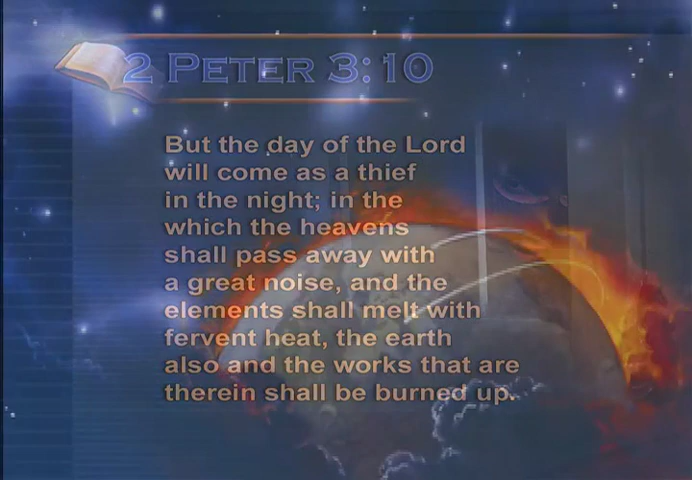 2 PETER 3:10
But the day of the Lord
will come as a thief
in the night; in the
which the heavens
shall pass away with
a great noise, and the
elements shall melt with
fervent heat, the earth
also and the works that are
therein shall be burned up.